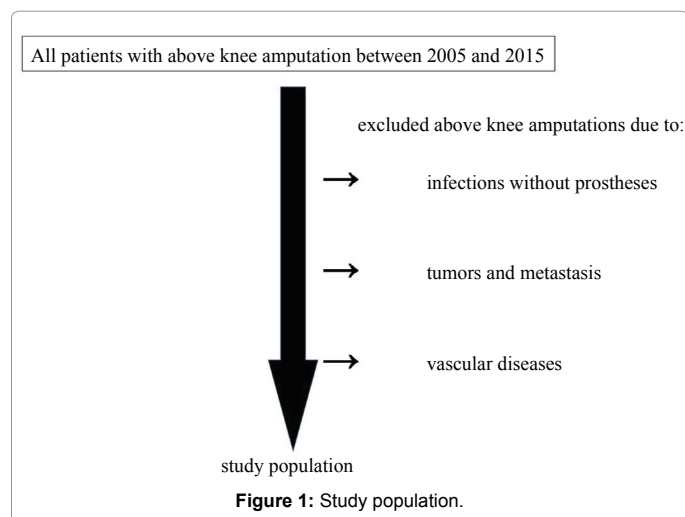 All patients with above knee amputation between 2005 and 2015
excluded above knee amputations due to:
→ infections without prostheses
→ tumors and metastasis
→ vascular diseases
study population
Figure 1: Study population.